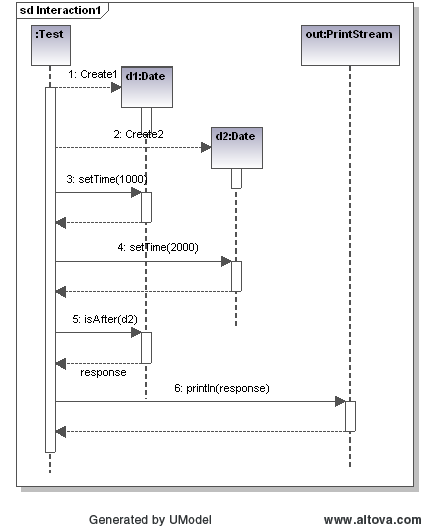 sd Interaction1
:Test
out:PrintStream
1: Create1
d1:Date
2: Create2
d2:Date
3: setTime(1000)
4: setTime(2000)
5: isAfter(d2)
response
6: println(response)
Generated by UModel
www.altova.com